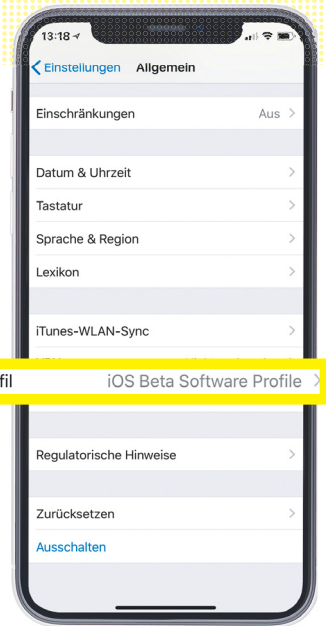 13:18
Einstellungen Allgemein
Einschränkungen Aus
Datum & Uhrzeit
Tastatur
Sprache & Region
Lexikon
iTunes-WLAN-Sync
fil iOS Beta Software Profile
Regulatorische Hinweise
Zurücksetzen
Ausschalten